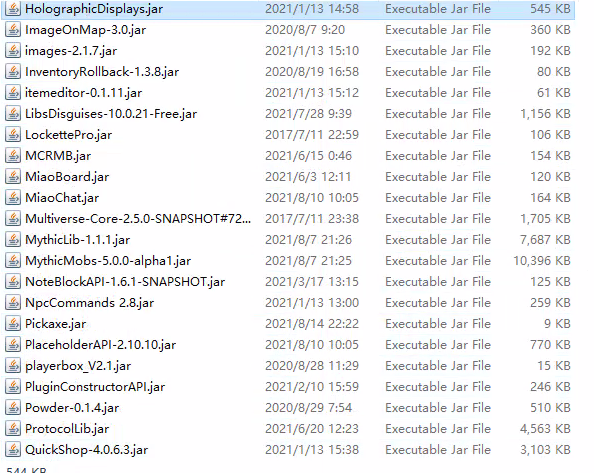 HolographicDisplays.jar 2021/1/13 14:58 Executable Jar File 545 KB
ImageOnMap-3.0.jar 2020/8/7 9:20 Executable Jar File 360 KB
images-2.1.7.jar 2021/1/13 15:10 Executable Jar File 192 KB
InventoryRollback-1.3.8.jar 2020/8/19 16:58 Executable Jar File 80 KB
itemeditor-0.1.11.jar 2021/1/13 15:12 Executable Jar File 61 KB
LibsDisguises-10.0.21-Free.jar 2021/7/28 9:39 Executable Jar File 1,156 KB
LockettePro.jar 2017/7/11 22:59 Executable Jar File 106 KB
MCRMB.jar 2021/6/15 0:46 Executable Jar File 154 KB
MiaoBoard.jar 2021/6/3 12:11 Executable Jar File 120 KB
MiaoChat.jar 2021/8/10 10:05 Executable Jar File 164 KB
Multiverse-Core-2.5.0-SNAPSHOT#72... 2017/7/11 23:38 Executable Jar File 1,705 KB
MythicLib-1.1.1.jar 2021/8/7 21:26 Executable Jar File 7,687 KB
MythicMobs-5.0.0-alpha1.jar 2021/8/7 21:25 Executable Jar File 10,396 KB
NoteBlockAPI-1.6.1-SNAPSHOT.jar 2021/3/17 13:15 Executable Jar File 125 KB
NpcCommands 2.8.jar 2021/1/13 13:00 Executable Jar File 259 KB
Pickaxe.jar 2021/8/14 22:22 Executable Jar File 9 KB
PlaceholderAPI-2.10.10.jar 2021/8/10 10:05 Executable Jar File 770 KB
playerbox_V2.1.jar 2020/8/28 11:29 Executable Jar File 15 KB
PluginConstructorAPI.jar 2021/2/10 15:59 Executable Jar File 246 KB
Powder-0.1.4.jar 2020/8/29 7:54 Executable Jar File 510 KB
ProtocolLib.jar 2021/6/20 12:23 Executable Jar File 4,563 KB
QuickShop-4.0.6.3.jar 2021/1/13 15:38 Executable Jar File 3,103 KB
544 KB